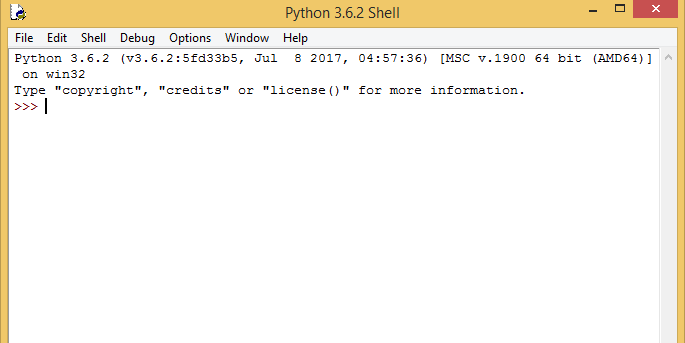 Python 3.6.2 Shell
File Edit Shell Debug Options Window Help
Python 3.6.2 (v3.6.2:5fd33b5, Jul  8 2017, 04:57:36) [MSC v.1900 64 bit (AMD64)]
 on win32
Type "copyright", "credits" or "license()" for more information.
>>>